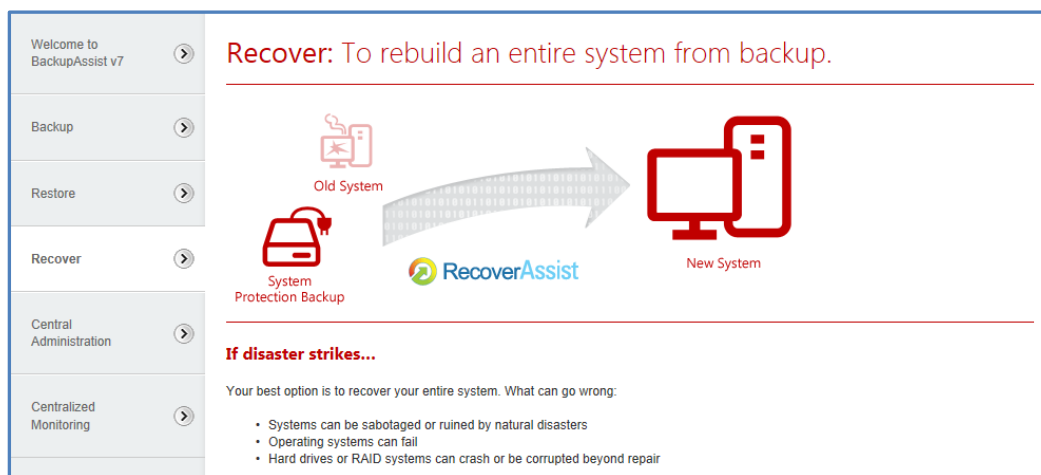 Welcome to
BackupAssist v7
Backup
Restore
Recover
Central
Administration
Centralized
Monitoring
Recover: To rebuild an entire system from backup.
Old System
System
Protection Backup
RecoverAssist
New System
If disaster strikes...
Your best option is to recover your entire system. What can go wrong:
• Systems can be sabotaged or ruined by natural disasters
• Operating systems can fail
• Hard drives or RAID systems can crash or be corrupted beyond repair